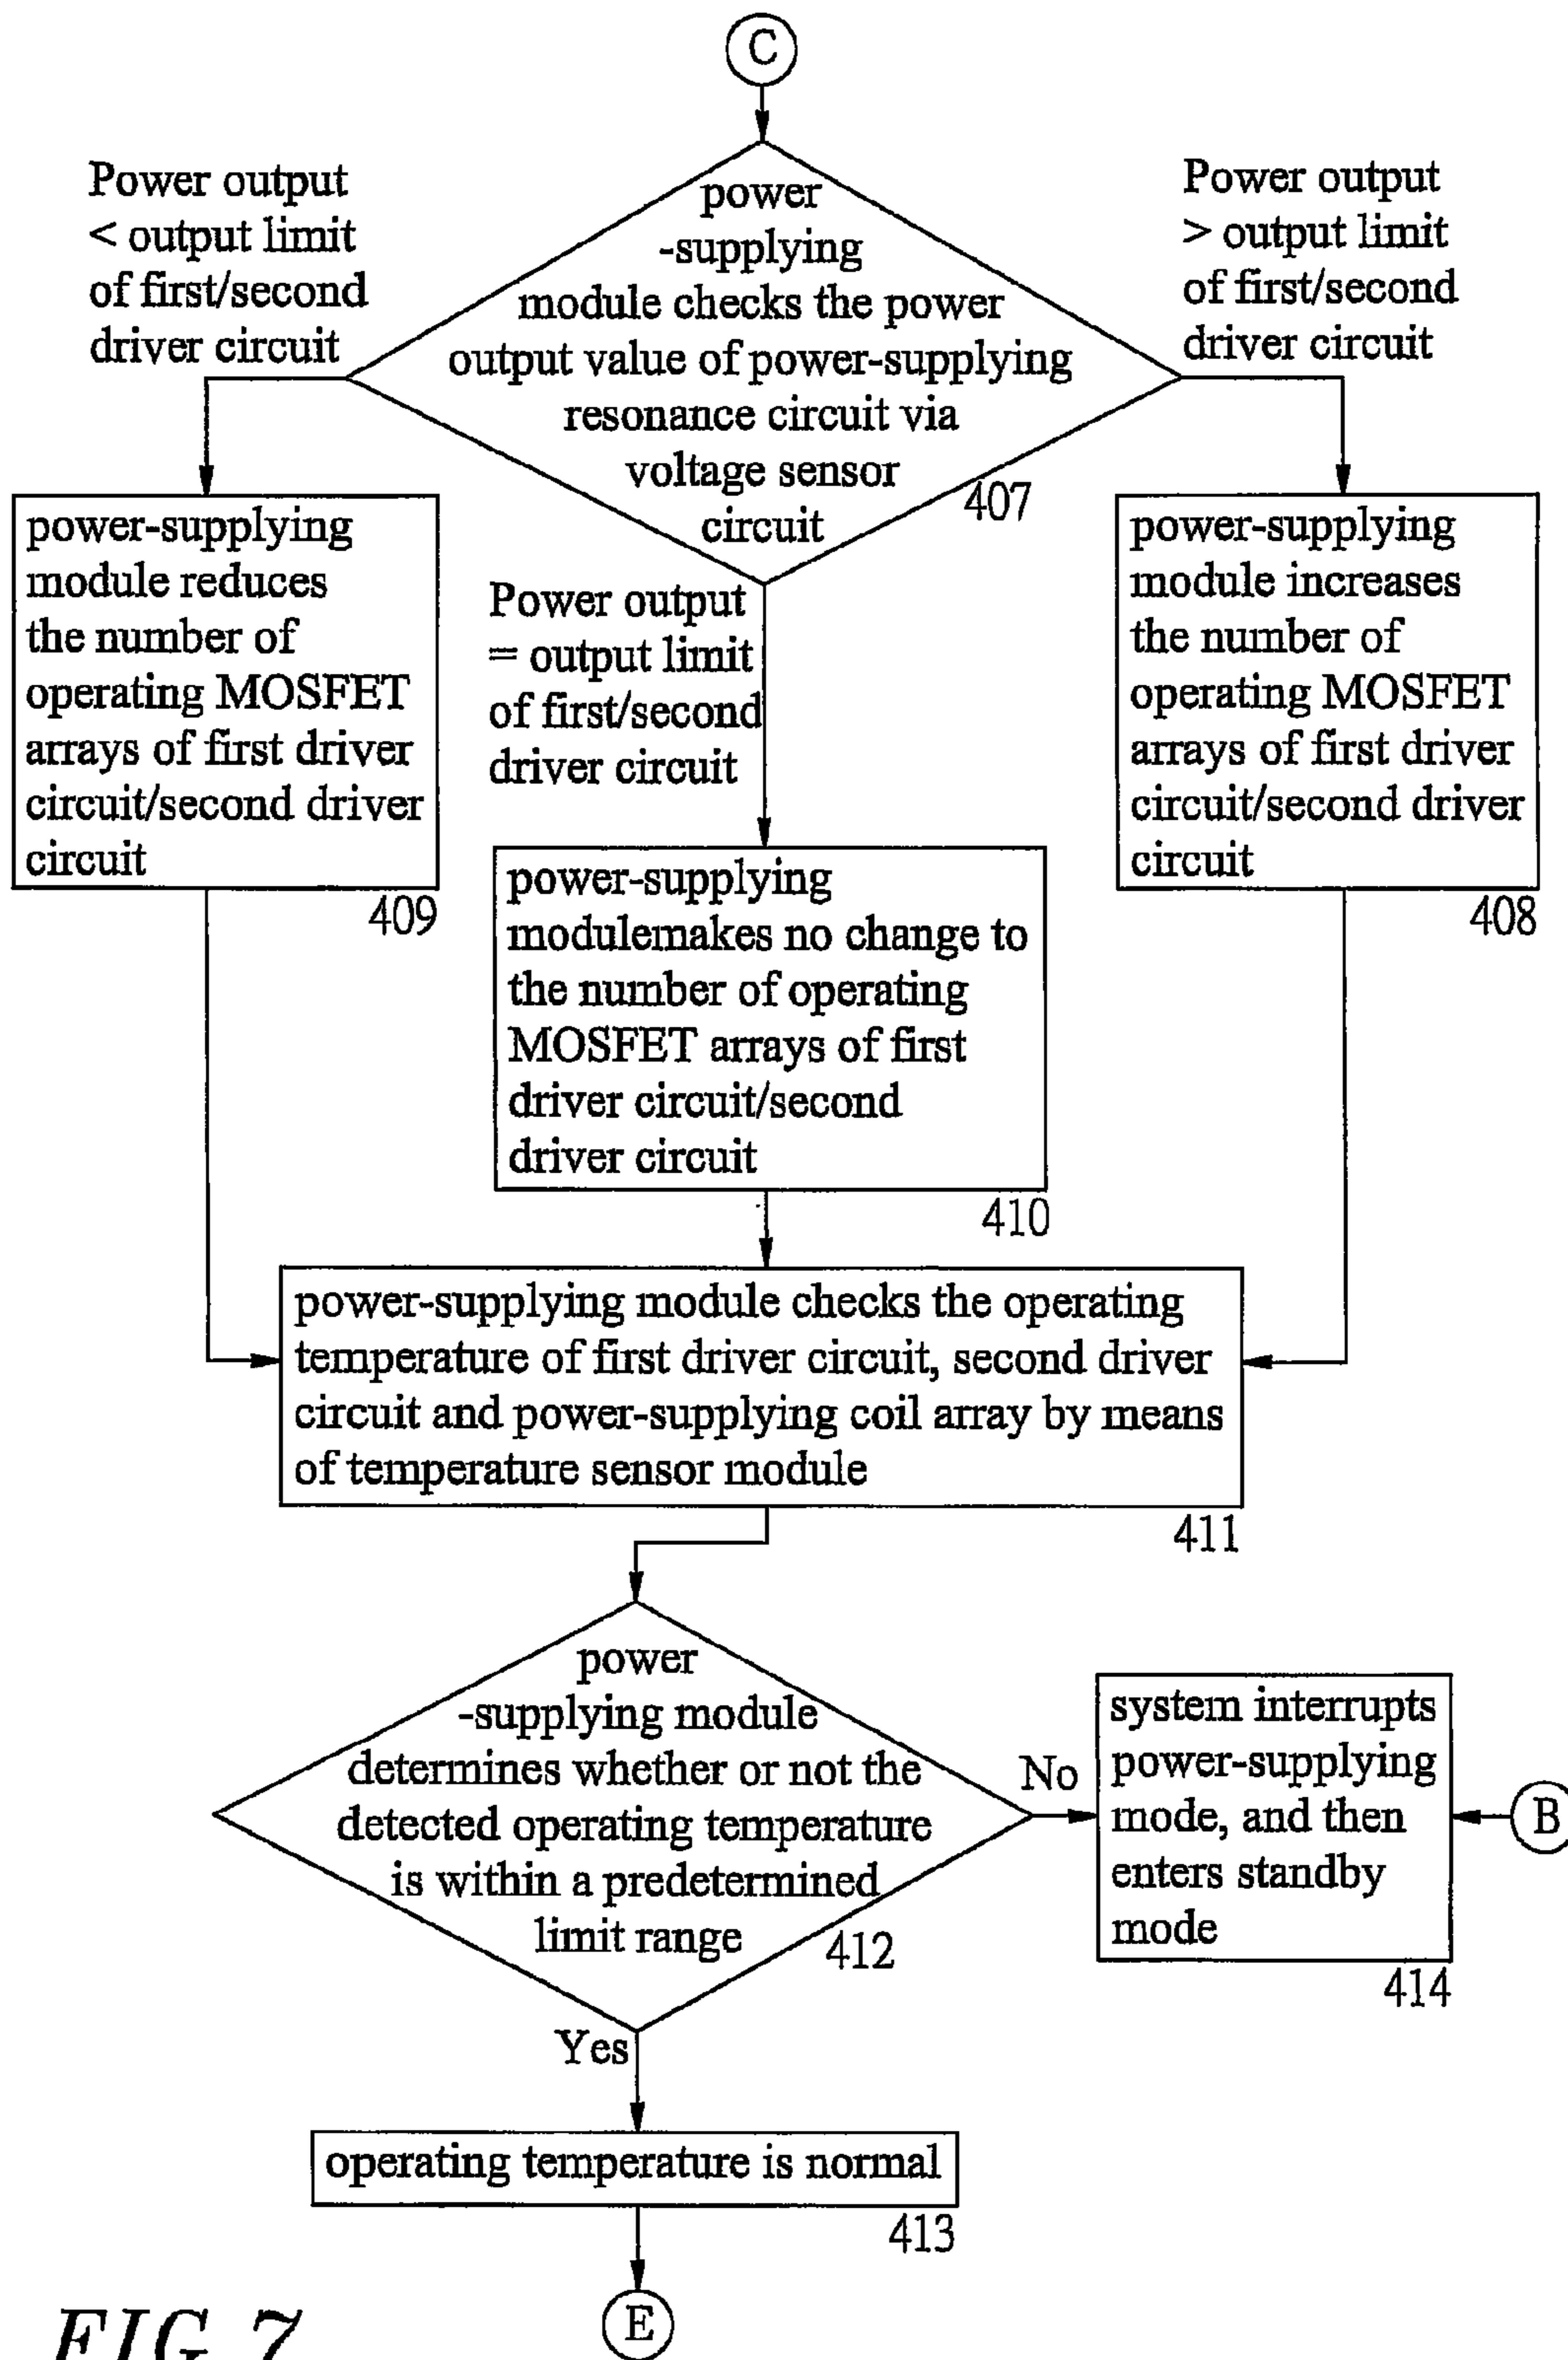 C
Power output
< output limit
of first/second
driver circuit
power
-supplying
module checks the power
output value of power-supplying
resonance circuit via
voltage sensor
circuit
407
Power output
> output limit
of first/second
driver circuit
power-supplying
module reduces
the number of
operating MOSFET
arrays of first driver
circuit/second driver
circuit
409
Power output
= output limit
of first/second
driver circuit
power-supplying
module increases
the number of
operating MOSFET
arrays of first driver
circuit/second driver
circuit
408
power-supplying
modulemakes no change to
the number of operating
MOSFET arrays of first
driver circuit/second
driver circuit
410
power-supplying module checks the operating
temperature of first driver circuit, second driver
circuit and power-supplying coil array by means
of temperature sensor module
411
power
-supplying module
determines whether or not the
detected operating temperature
is within a predetermined
limit range
412
No
system interrupts
power-supplying
mode, and then
enters standby
mode
414
B
Yes
operating temperature is normal
413
E
FIG 7